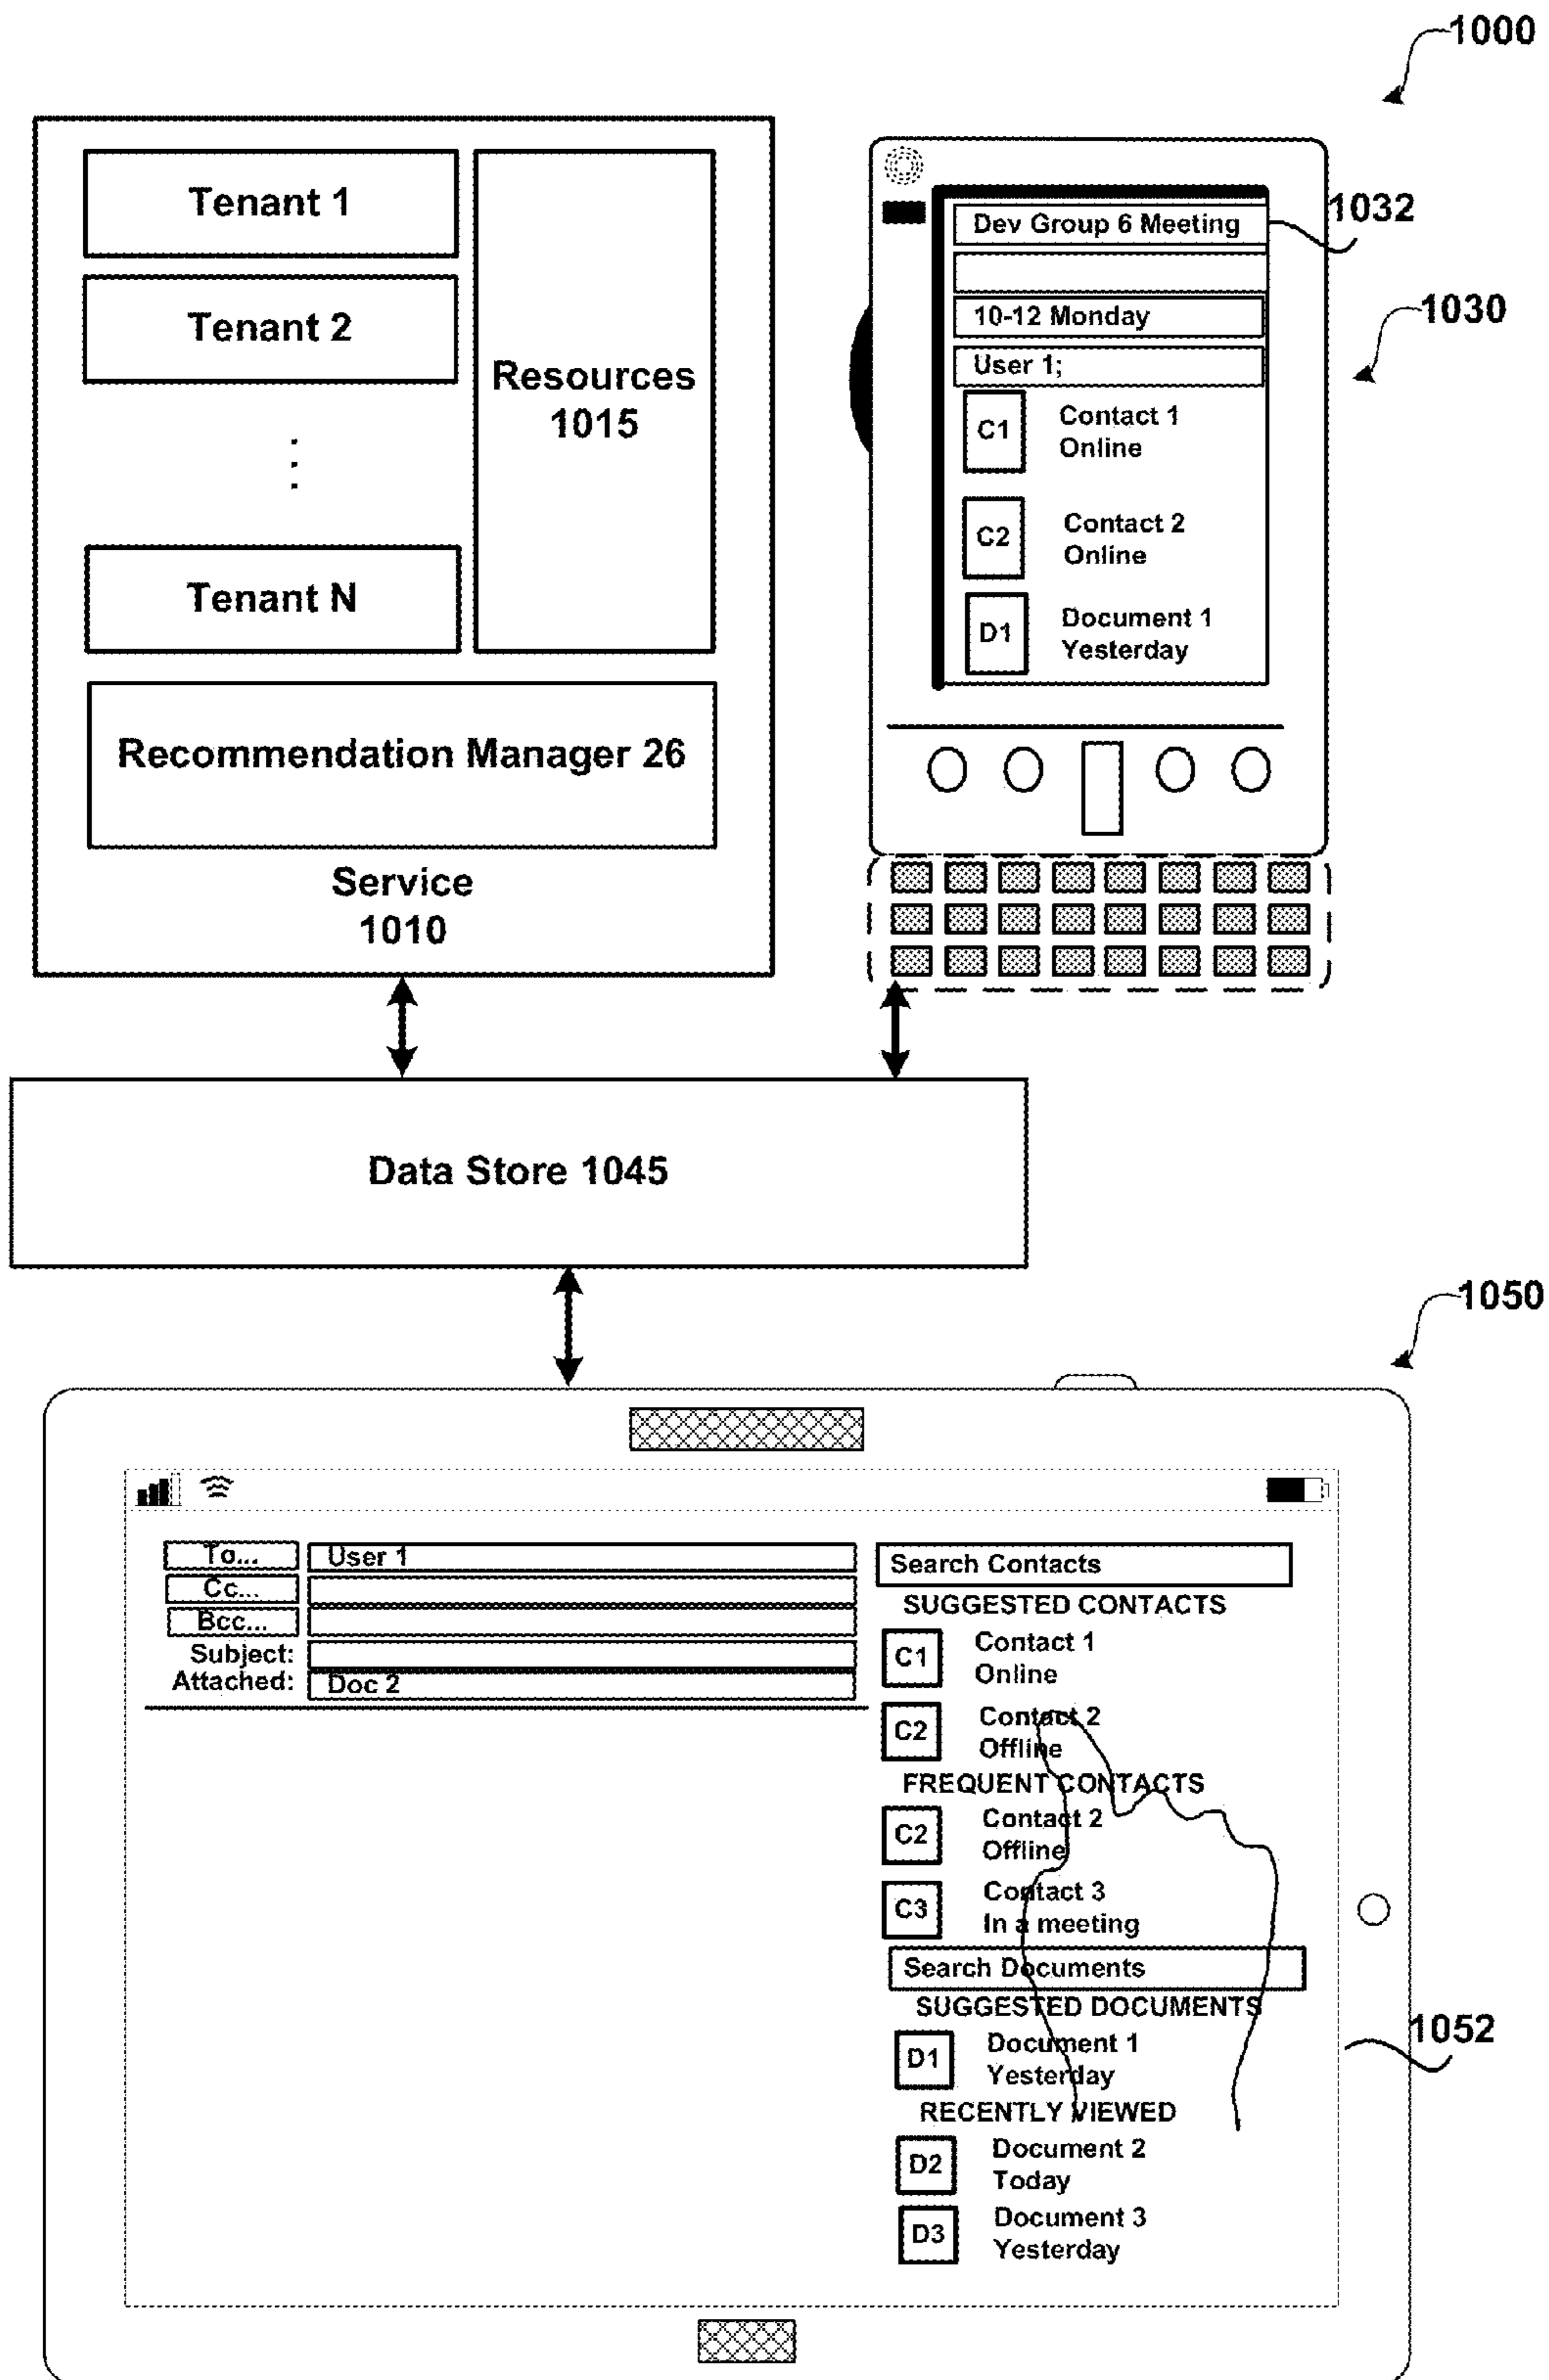 1000
Tenant 1
Tenant 2
Tenant N
Resources
1015
Recommendation Manager 26
Service
1010
1032
1030
Dev Group 6 Meeting
10-12 Monday
User 1;
C1
Contact 1
Online
C2
Contact 2
Online
D1
Document 1
Yesterday
Data Store 1045
1050
To...
User 1
Cc...
Bcc...
Subject:
Attached:
Doc 2
Search Contacts
SUGGESTED CONTACTS
C1
Contact 1
Online
C2
Contact 2
Offline
FREQUENT CONTACTS
C2
Contact 2
Offline
C3
Contact 3
In a meeting
Search Documents
SUGGESTED DOCUMENTS
D1
Document 1
Yesterday
RECENTLY VIEWED
D2
Document 2
Today
D3
Document 3
Yesterday
1052